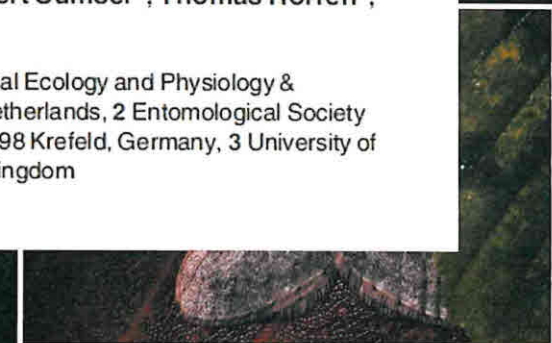 al Ecology and Physiology &
etherlands, 2 Entomological Society
98 Krefeld, Germany, 3 University of
ingdom